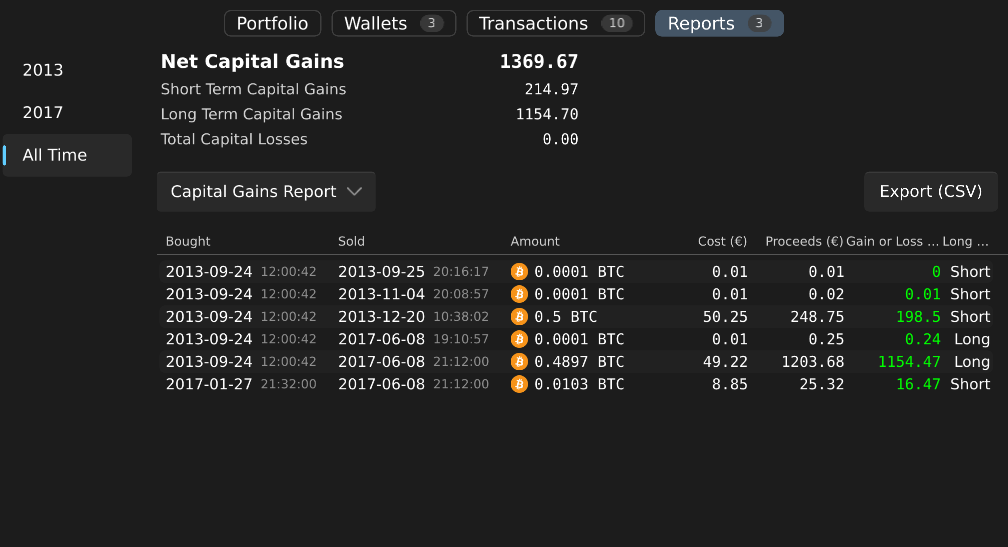 Portfolio Wallets 3 Transactions 10 Reports 3
2013
2017
All Time
Net Capital Gains 1369.67
Short Term Capital Gains 214.97
Long Term Capital Gains 1154.70
Total Capital Losses 0.00
Capital Gains Report Export (CSV)
Bought Sold Amount Cost (€) Proceeds (€) Gain or Loss ... Long ...
2013-09-24 12:00:42 2013-09-25 20:16:17 0.0001 BTC 0.01 0.01 0 Short
2013-09-24 12:00:42 2013-11-04 20:08:57 0.0001 BTC 0.01 0.02 0.01 Short
2013-09-24 12:00:42 2013-12-20 10:38:02 0.5 BTC 50.25 248.75 198.5 Short
2013-09-24 12:00:42 2017-06-08 19:10:57 0.0001 BTC 0.01 0.25 0.24 Long
2013-09-24 12:00:42 2017-06-08 21:12:00 0.4897 BTC 49.22 1203.68 1154.47 Long
2017-01-27 21:32:00 2017-06-08 21:12:00 0.0103 BTC 8.85 25.32 16.47 Short